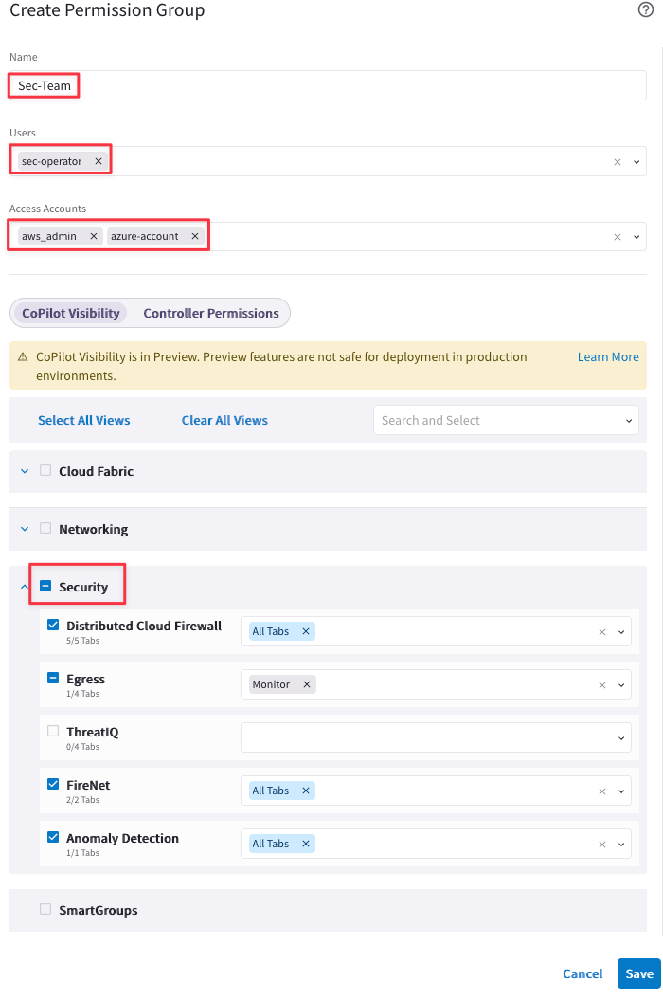 Create Permission Group
Name
Sec-Team
Users
sec-operator
Access Accounts
aws_admin azure-account
CoPilot Visibility Controller Permissions
CoPilot Visibility is in Preview. Preview features are not safe for deployment in production Learn More
environments.
Select All Views Clear All Views Search and Select
Cloud Fabric
Networking
Security
Distributed Cloud Firewall All Tabs
5/5 Tabs
Egress Monitor
1/4 Tabs
ThreatIQ
0/4 Tabs
FireNet All Tabs
2/2 Tabs
Anomaly Detection All Tabs
1/1 Tabs
SmartGroups
Cancel Save